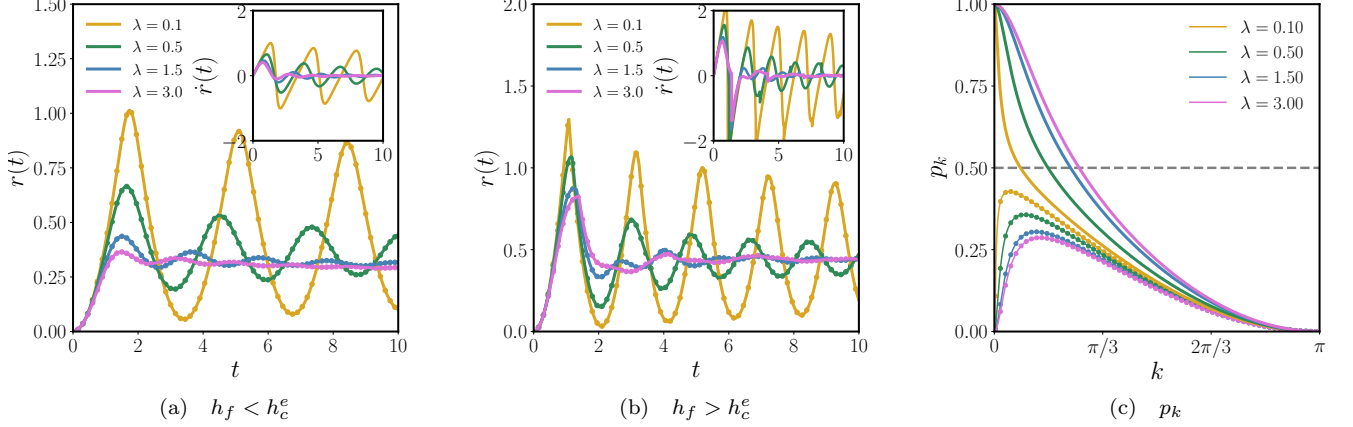 1.50
1.25
1.00
0.75
0.50
0.25
0.00
r(t)
λ = 0.1
λ = 0.5
λ = 1.5
λ = 3.0
2
0
−2
ṙ(t)
0 5 10
0 2 4 6 8 10
t
(a) h_f < h_c^e
2.0
1.5
1.0
0.5
0.0
r(t)
λ = 0.1
λ = 0.5
λ = 1.5
λ = 3.0
2
0
−2
ṙ(t)
0 5 10
0 2 4 6 8 10
t
(b) h_f > h_c^e
1.00
0.75
0.50
0.25
0.00
p_k
λ = 0.10
λ = 0.50
λ = 1.50
λ = 3.00
0 π/3 2π/3 π
k
(c) p_k